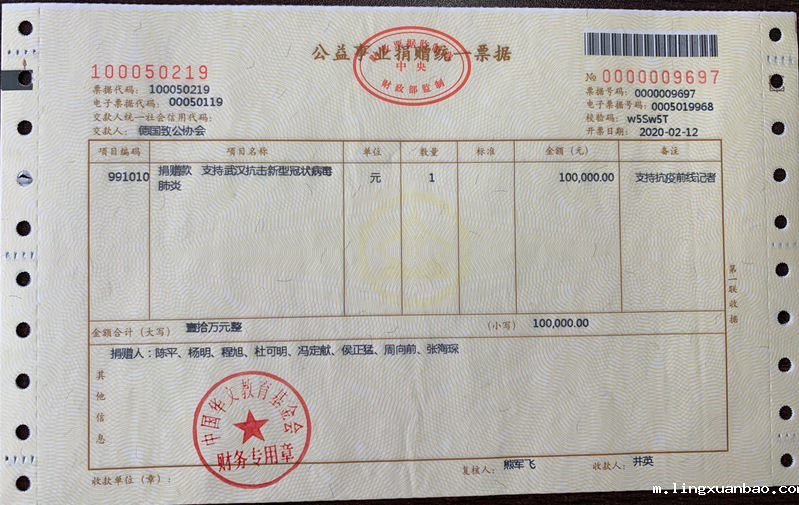 公益事业捐赠统一票据
财政票据监制
中央
财政部监制
100050219
№ 0000009697
票据代码: 100050219
票据号码: 0000009697
电子票据代码: 00050119
电子票据号码: 0005019968
交款人统一社会信用代码:
校验码: w5Sw5T
交款人: 德国致公协会
开票日期: 2020-02-12
项目编码 项目名称 单位 数量 标准 金额（元） 备注
991010 捐赠款 支持武汉抗击新型冠状病毒 元 1 100,000.00 支持抗疫前线记者
肺炎
第一联 收据
金额合计（大写） 壹拾万元整 （小写） 100,000.00
捐赠人：陈平、杨明、程旭、杜可明、冯定献、侯正猛、周向前、张海琛
其他信息
中国华文教育基金会
财务专用章
收款单位（章）:
复核人: 熊军飞
收款人: 井英
m.lingxuanbao.com